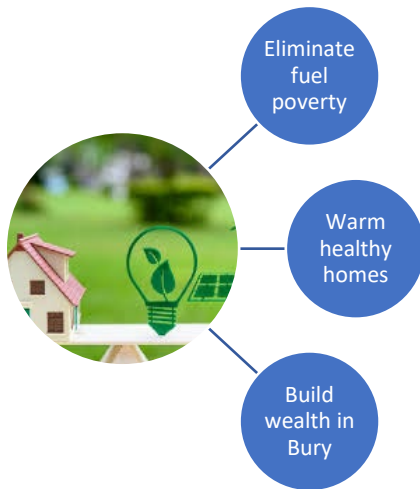 Eliminate
fuel
poverty
Warm
healthy
homes
Build
wealth in
Bury